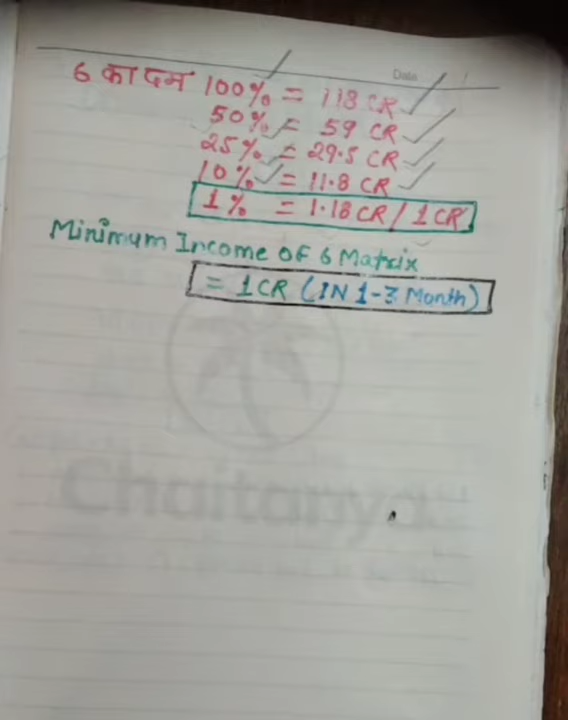 Date
6 का दम 100% = 118 CR
50% = 59 CR
25% = 29.5 CR
10% = 11.8 CR
1% = 1.18 CR / 1 CR
Minimum Income OF 6 Matrix
= 1 CR (IN 1-3 Month)
Chaitanya